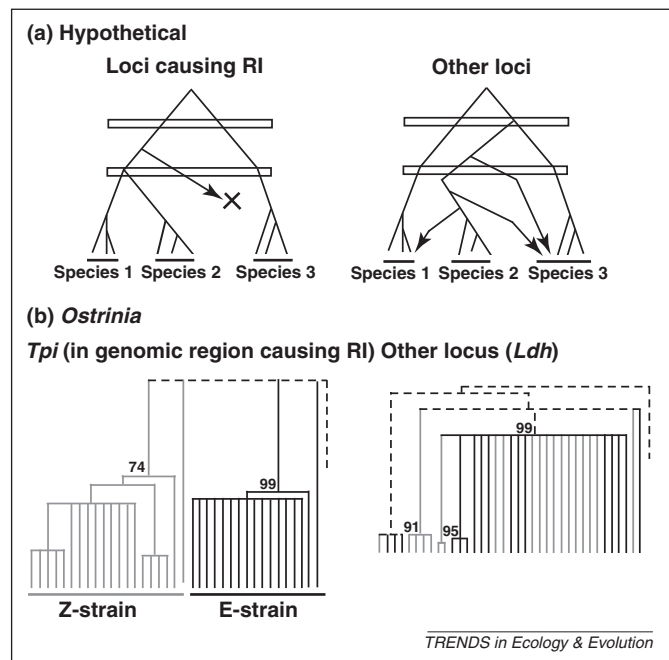 (a) Hypothetical
Loci causing RI Other loci
Species 1 Species 2 Species 3 Species 1 Species 2 Species 3
(b) Ostrinia
Tpi (in genomic region causing RI) Other locus (Ldh)
74
99
99
91
95
Z-strain E-strain
TRENDS in Ecology & Evolution